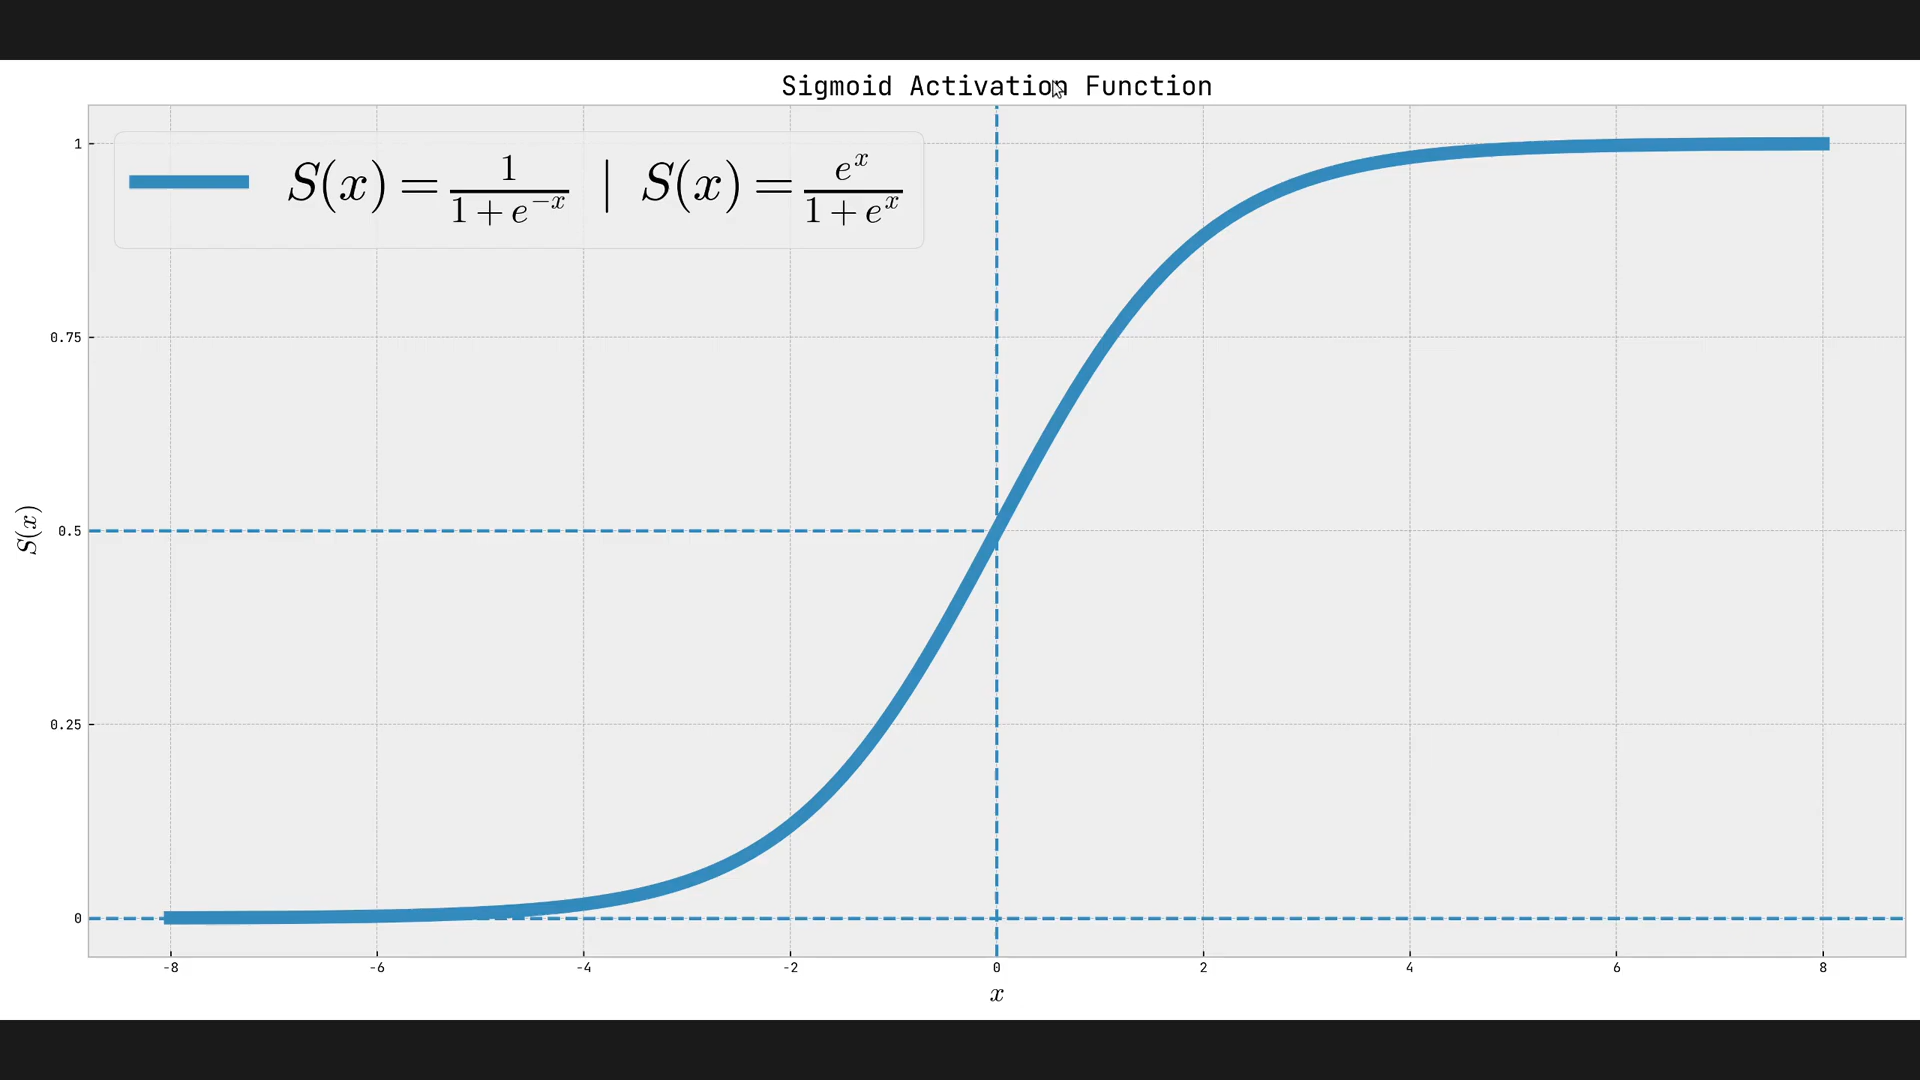 Sigmoid Activation Function
S(x) = 1/(1 + e^{-x}) | S(x) = e^x/(1 + e^x)
1
0.75
0.5
0.25
0
S(x)
-8 -6 -4 -2 0 2 4 6 8
x